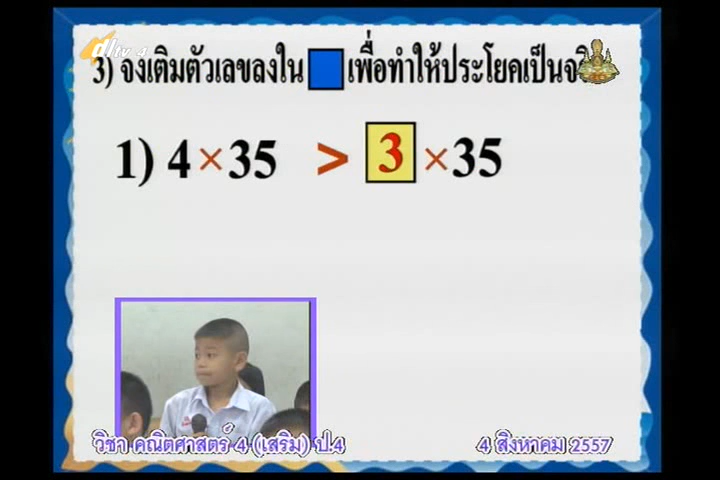 dltv 4
3) จงเติมตัวเลขลงใน เพื่อทำให้ประโยคเป็น
1) 4 × 35 > 3 × 35
วิชา คณิตศาสตร์ 4 (เสริม) ป.4
4 สิงหาคม 2557